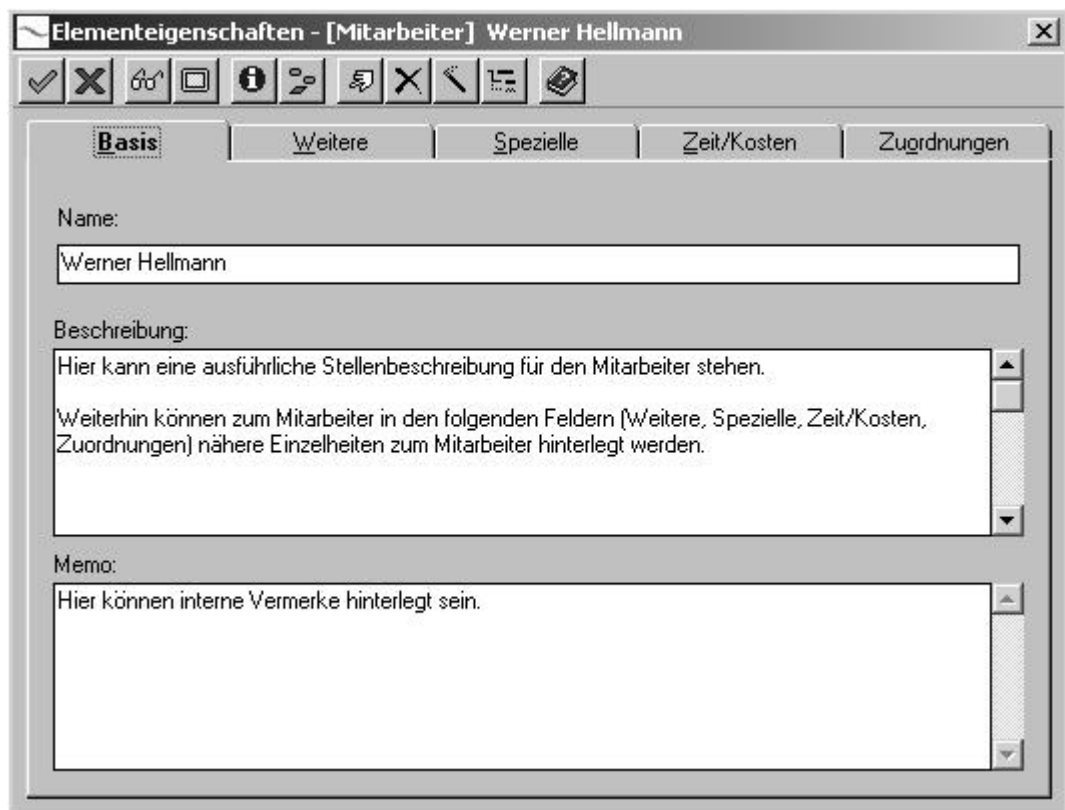 Elementeigenschaften - [Mitarbeiter] Werner Hellmann
Basis Weitere Spezielle Zeit/Kosten Zuordnungen
Name:
Werner Hellmann
Beschreibung:
Hier kann eine ausführliche Stellenbeschreibung für den Mitarbeiter stehen.
Weiterhin können zum Mitarbeiter in den folgenden Feldern (Weitere, Spezielle, Zeit/Kosten,
Zuordnungen) nähere Einzelheiten zum Mitarbeiter hinterlegt werden.
Memo:
Hier können interne Vermerke hinterlegt sein.